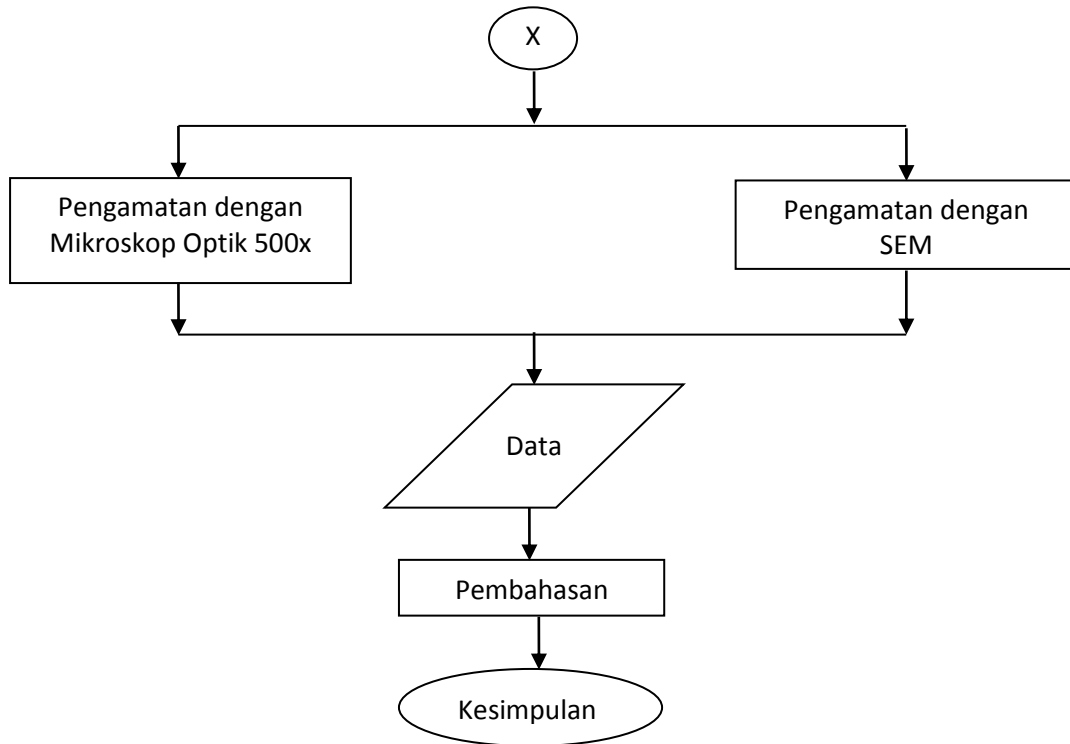 X
Pengamatan dengan
Mikroskop Optik 500x
Pengamatan dengan
SEM
Data
Pembahasan
Kesimpulan